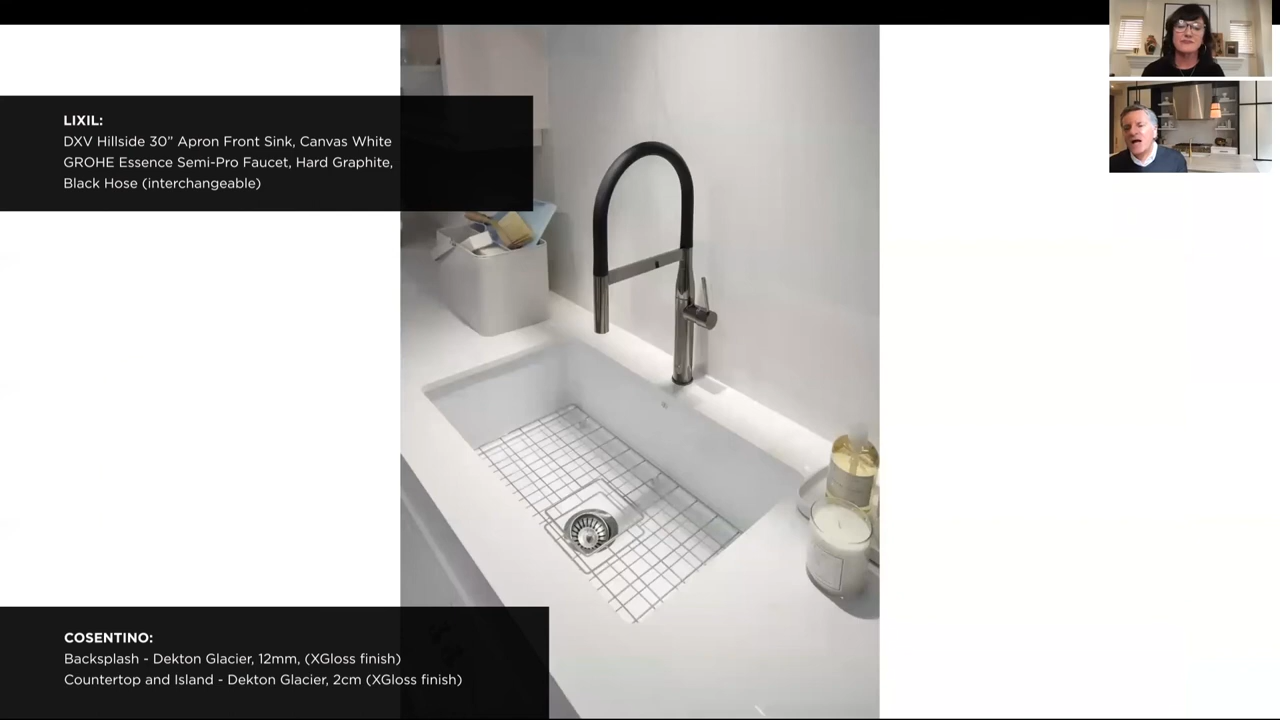 LIXIL:
DXV Hillside 30” Apron Front Sink, Canvas White
GROHE Essence Semi-Pro Faucet, Hard Graphite,
Black Hose (interchangeable)
COSENTINO:
Backsplash - Dekton Glacier, 12mm, (XGloss finish)
Countertop and Island - Dekton Glacier, 2cm (XGloss finish)